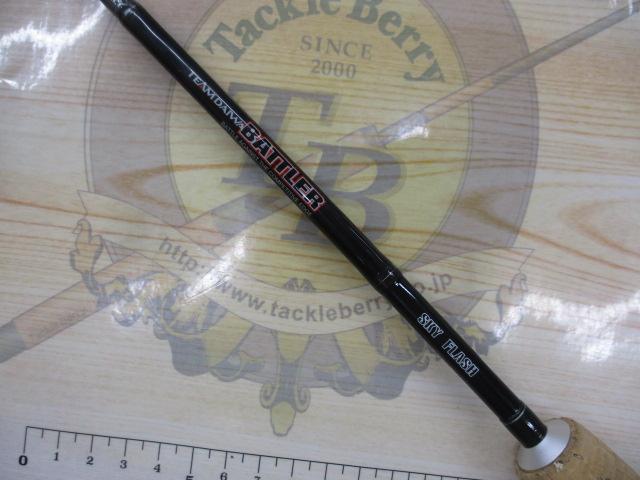 Tackle Berry
SINCE
2000
TB
http://www.tackleberry.co.jp
TEAM DAIWA BATTLER
SKY FLASH
0 1 2 3 4 5 6 7